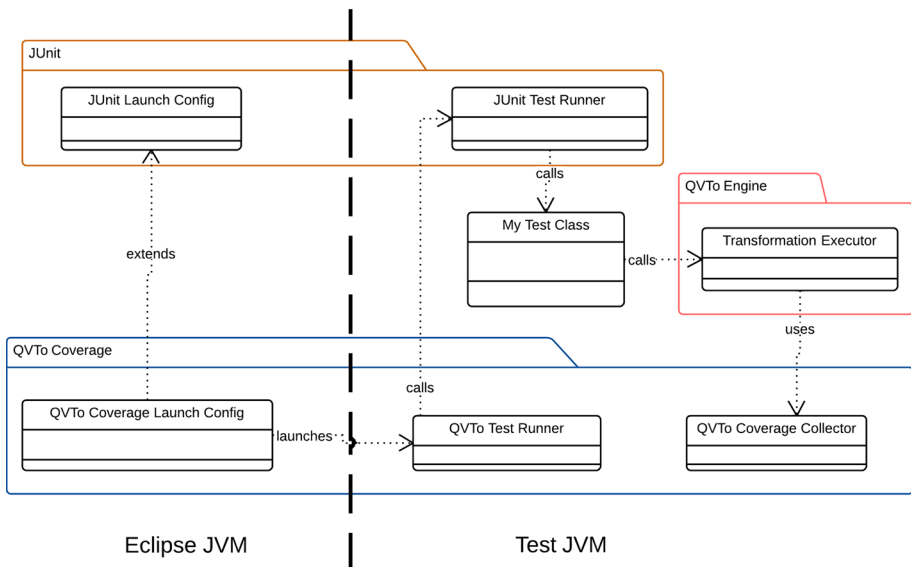 JUnit
JUnit Launch Config
JUnit Test Runner
calls
QVTo Engine
My Test Class
Transformation Executor
extends
calls
uses
QVTo Coverage
calls
QVTo Coverage Launch Config
launches
QVTo Test Runner
QVTo Coverage Collector
Eclipse JVM
Test JVM